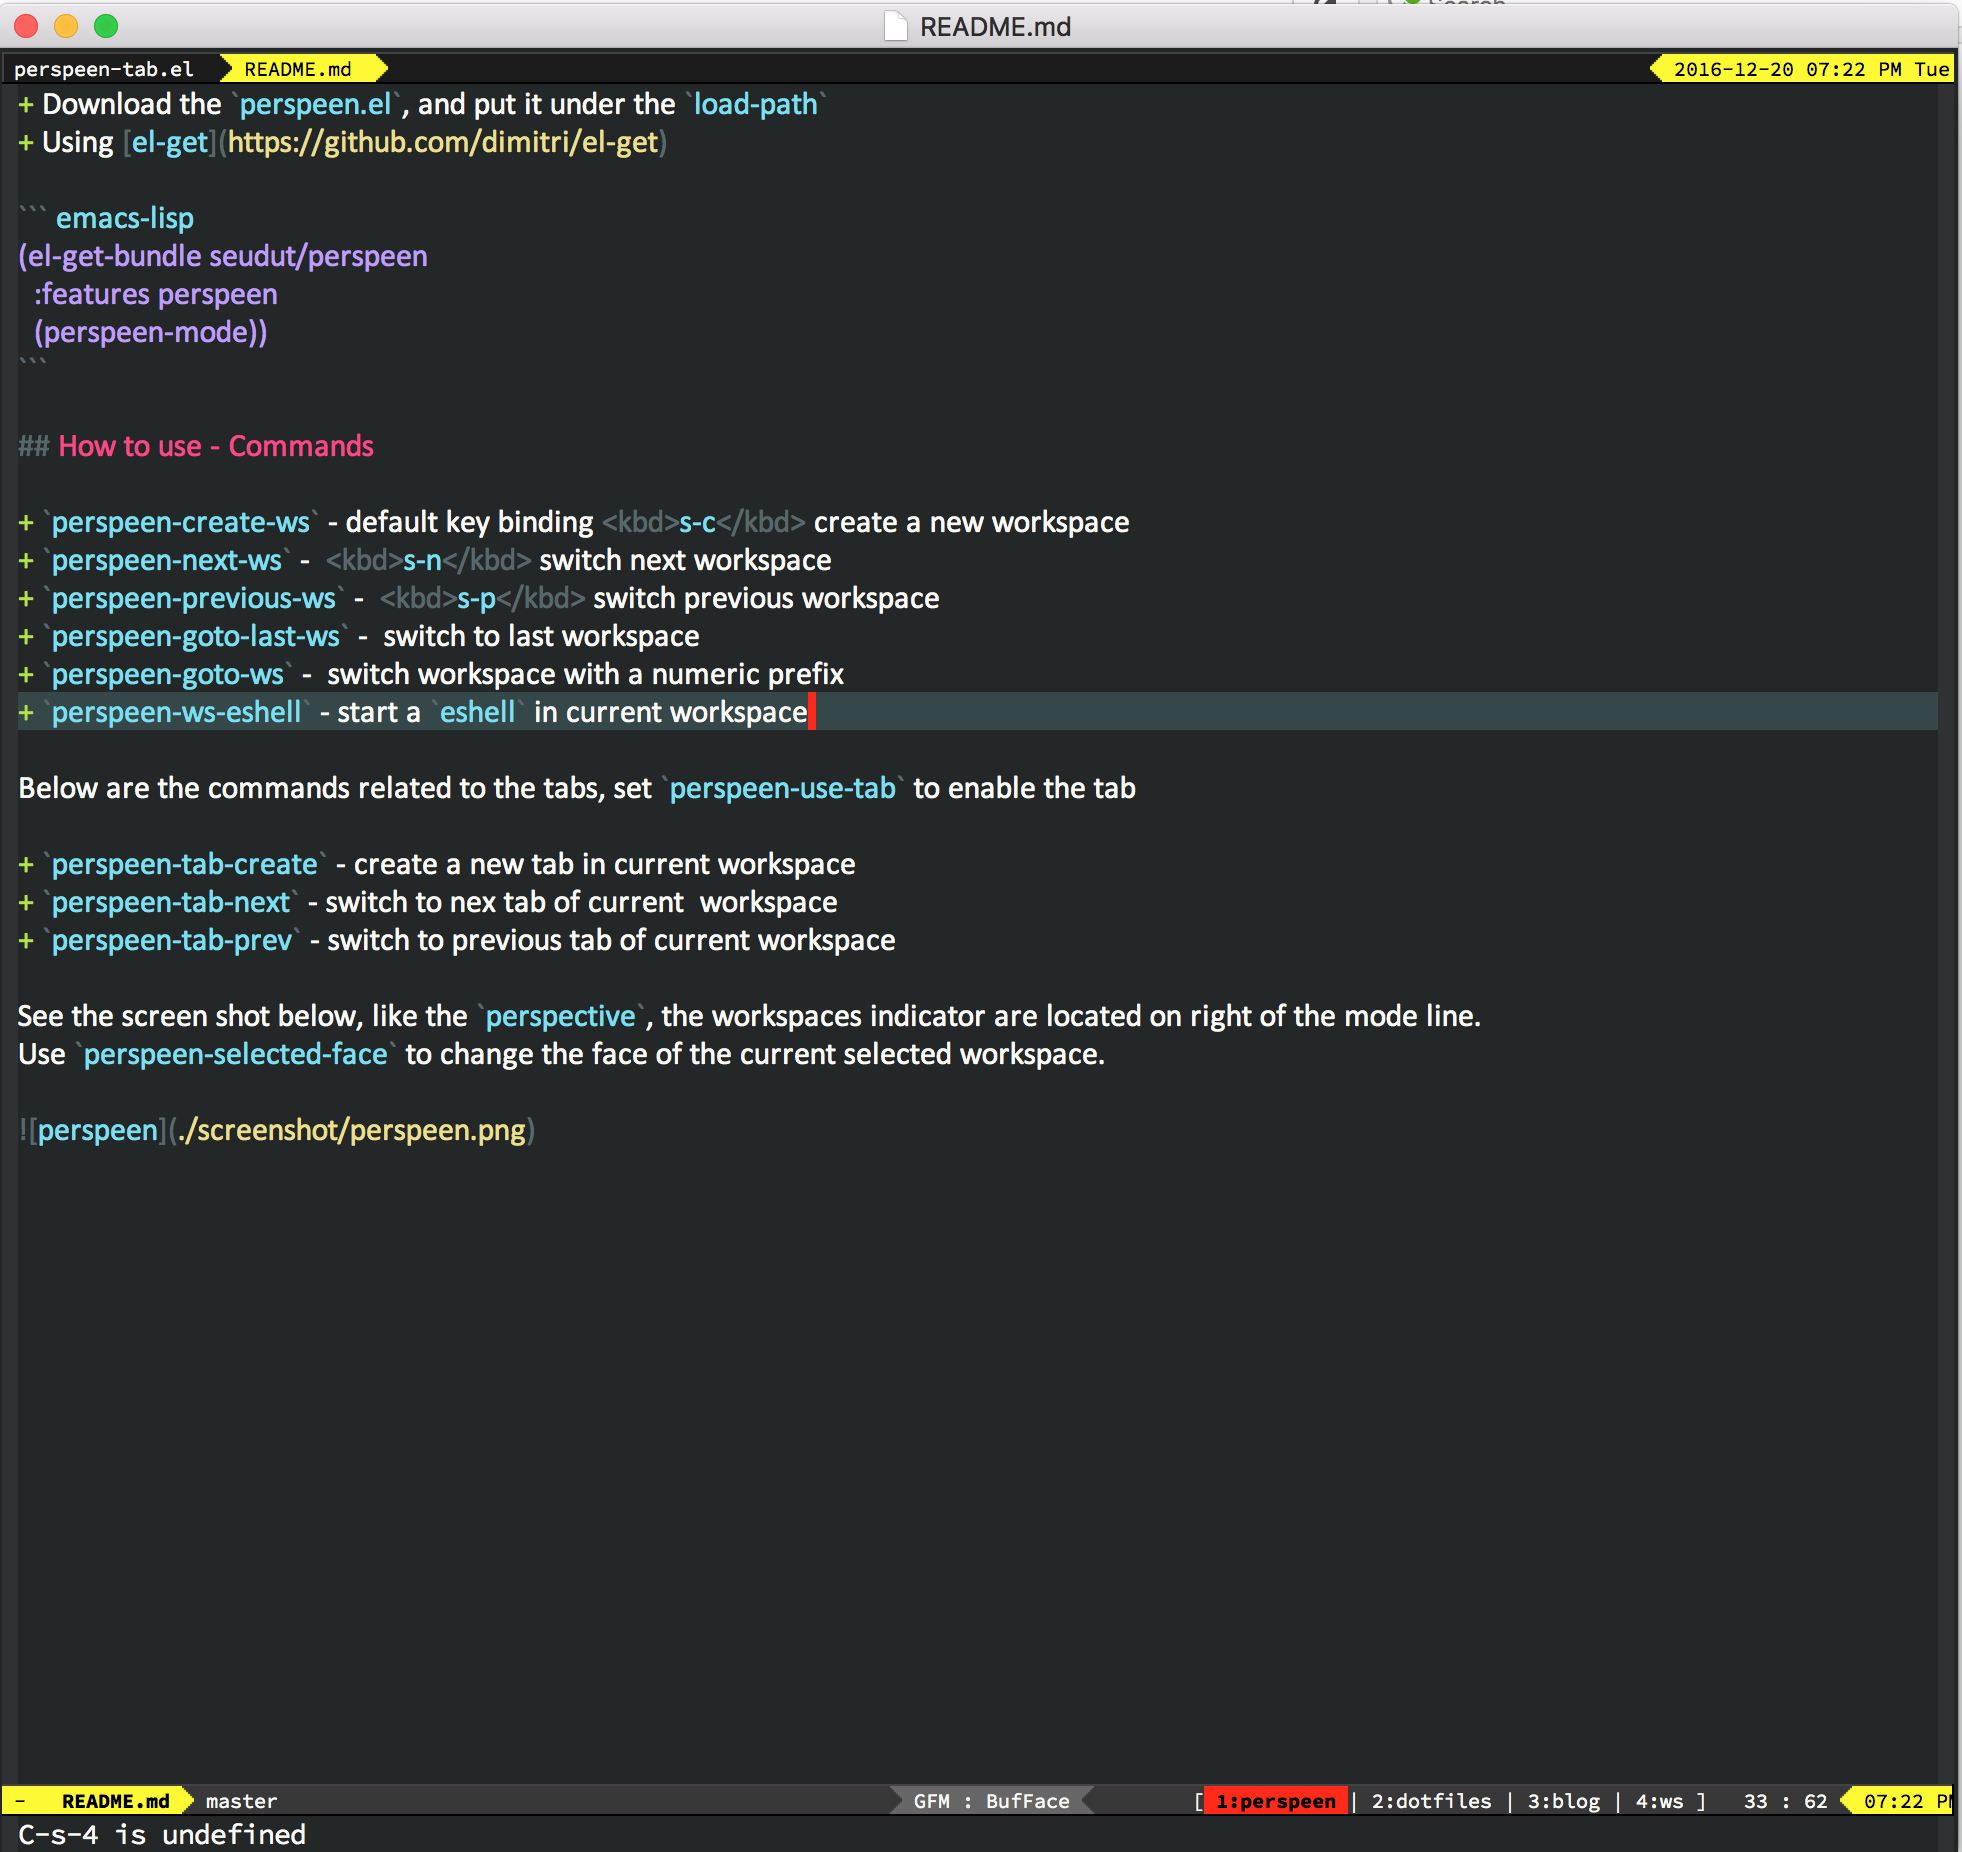 README.md
perspeen-tab.el README.md 2016-12-20 07:22 PM Tue
+ Download the `perspeen.el`, and put it under the `load-path`
+ Using [el-get](https://github.com/dimitri/el-get)
``` emacs-lisp
(el-get-bundle seudut/perspeen
  :features perspeen
  (perspeen-mode))
```
## How to use - Commands
+ `perspeen-create-ws` - default key binding <kbd>s-c</kbd> create a new workspace
+ `perspeen-next-ws` -  <kbd>s-n</kbd> switch next workspace
+ `perspeen-previous-ws` -  <kbd>s-p</kbd> switch previous workspace
+ `perspeen-goto-last-ws` -  switch to last workspace
+ `perspeen-goto-ws` -  switch workspace with a numeric prefix
+ `perspeen-ws-eshell` - start a `eshell` in current workspace
Below are the commands related to the tabs, set `perspeen-use-tab` to enable the tab
+ `perspeen-tab-create` - create a new tab in current workspace
+ `perspeen-tab-next` - switch to nex tab of current  workspace
+ `perspeen-tab-prev` - switch to previous tab of current workspace
See the screen shot below, like the `perspective`, the workspaces indicator are located on right of the mode line.
Use `perspeen-selected-face` to change the face of the current selected workspace.
![perspeen](./screenshot/perspeen.png)
- README.md master GFM : BufFace [ 1:perspeen | 2:dotfiles | 3:blog | 4:ws ] 33 : 62 07:22 PM
C-s-4 is undefined